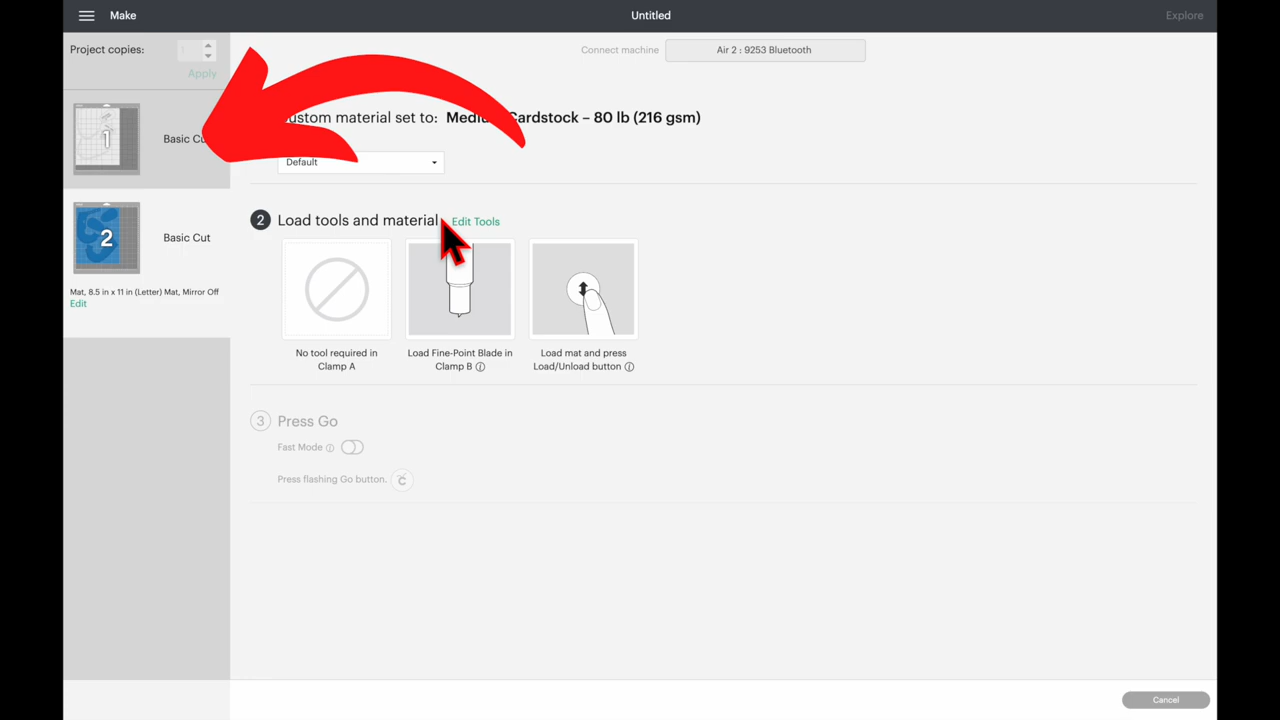 Make
Untitled
Explore
Project copies:
Apply
Connect machine
Air 2 : 9253 Bluetooth
1
Basic
ustom material set to: Medium Cardstock – 80 lb (216 gsm)
Default
2
Basic Cut
Mat, 8.5 in x 11 in (Letter) Mat, Mirror Off
Edit
2 Load tools and material Edit Tools
No tool required in
Clamp A
Load Fine-Point Blade in
Clamp B
Load mat and press
Load/Unload button
3 Press Go
Fast Mode
Press flashing Go button.
Cancel